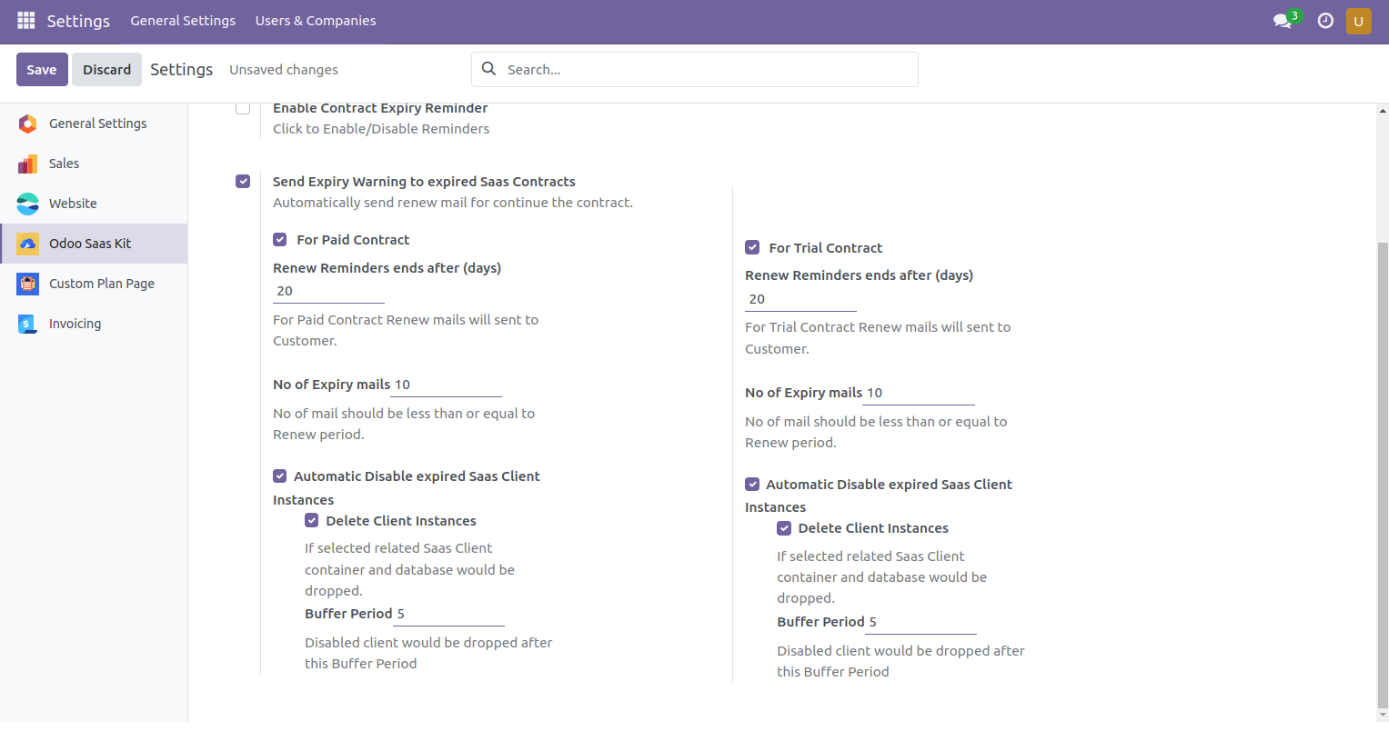 Settings General Settings Users & Companies 3 U
Save Discard Settings Unsaved changes Search...
General Settings
Sales
Website
Odoo Saas Kit
Custom Plan Page
Invoicing
Enable Contract Expiry Reminder
Click to Enable/Disable Reminders
Send Expiry Warning to expired Saas Contracts
Automatically send renew mail for continue the contract.
For Paid Contract
Renew Reminders ends after (days)
20
For Paid Contract Renew mails will sent to
Customer.
No of Expiry mails 10
No of mail should be less than or equal to
Renew period.
Automatic Disable expired Saas Client
Instances
Delete Client Instances
If selected related Saas Client
container and database would be
dropped.
Buffer Period 5
Disabled client would be dropped after
this Buffer Period
For Trial Contract
Renew Reminders ends after (days)
20
For Trial Contract Renew mails will sent to
Customer.
No of Expiry mails 10
No of mail should be less than or equal to
Renew period.
Automatic Disable expired Saas Client
Instances
Delete Client Instances
If selected related Saas Client
container and database would be
dropped.
Buffer Period 5
Disabled client would be dropped after
this Buffer Period